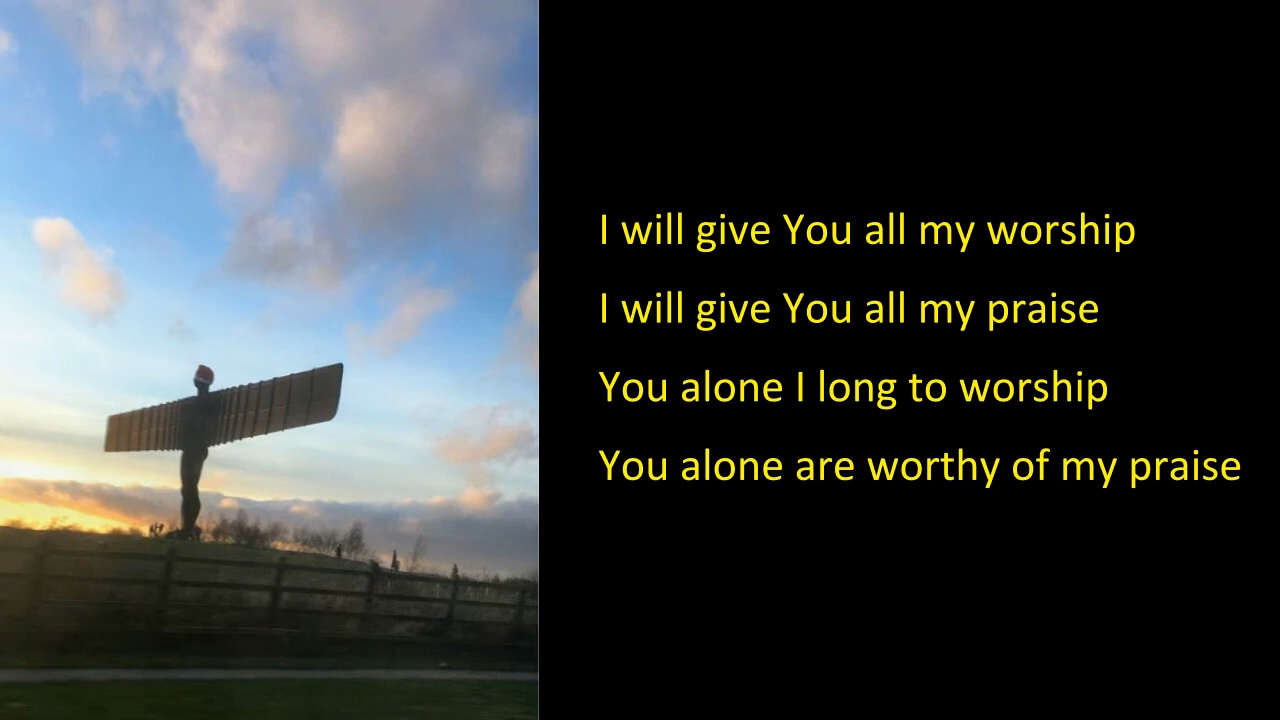 I will give You all my worship
I will give You all my praise
You alone I long to worship
You alone are worthy of my praise